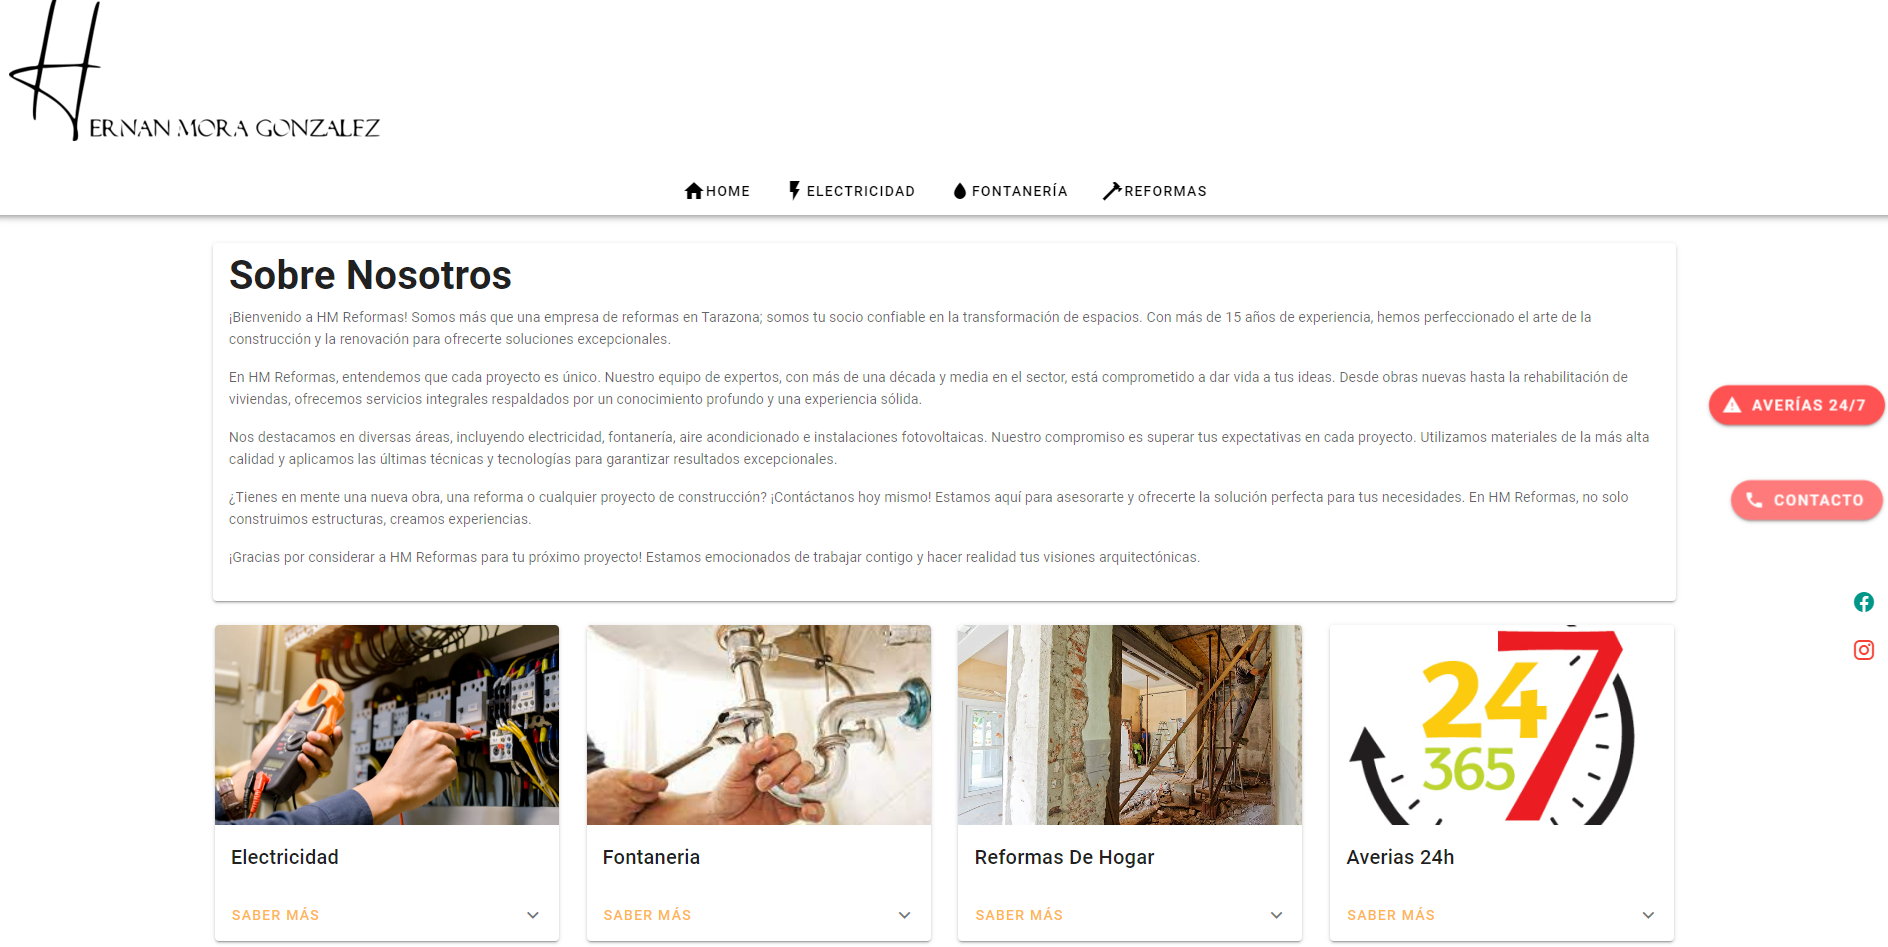 HERNAN MORA GONZALEZ
HOME
ELECTRICIDAD
FONTANERÍA
REFORMAS
Sobre Nosotros
¡Bienvenido a HM Reformas! Somos más que una empresa de reformas en Tarazona; somos tu socio confiable en la transformación de espacios. Con más de 15 años de experiencia, hemos perfeccionado el arte de la
construcción y la renovación para ofrecerte soluciones excepcionales.
En HM Reformas, entendemos que cada proyecto es único. Nuestro equipo de expertos, con más de una década y media en el sector, está comprometido a dar vida a tus ideas. Desde obras nuevas hasta la rehabilitación de
viviendas, ofrecemos servicios integrales respaldados por un conocimiento profundo y una experiencia sólida.
Nos destacamos en diversas áreas, incluyendo electricidad, fontanería, aire acondicionado e instalaciones fotovoltaicas. Nuestro compromiso es superar tus expectativas en cada proyecto. Utilizamos materiales de la más alta
calidad y aplicamos las últimas técnicas y tecnologías para garantizar resultados excepcionales.
¿Tienes en mente una nueva obra, una reforma o cualquier proyecto de construcción? ¡Contáctanos hoy mismo! Estamos aquí para asesorarte y ofrecerte la solución perfecta para tus necesidades. En HM Reformas, no solo
construimos estructuras, creamos experiencias.
¡Gracias por considerar a HM Reformas para tu próximo proyecto! Estamos emocionados de trabajar contigo y hacer realidad tus visiones arquitectónicas.
AVERÍAS 24/7
CONTACTO
24 7
365
Electricidad
Fontaneria
Reformas De Hogar
Averias 24h
SABER MÁS
SABER MÁS
SABER MÁS
SABER MÁS